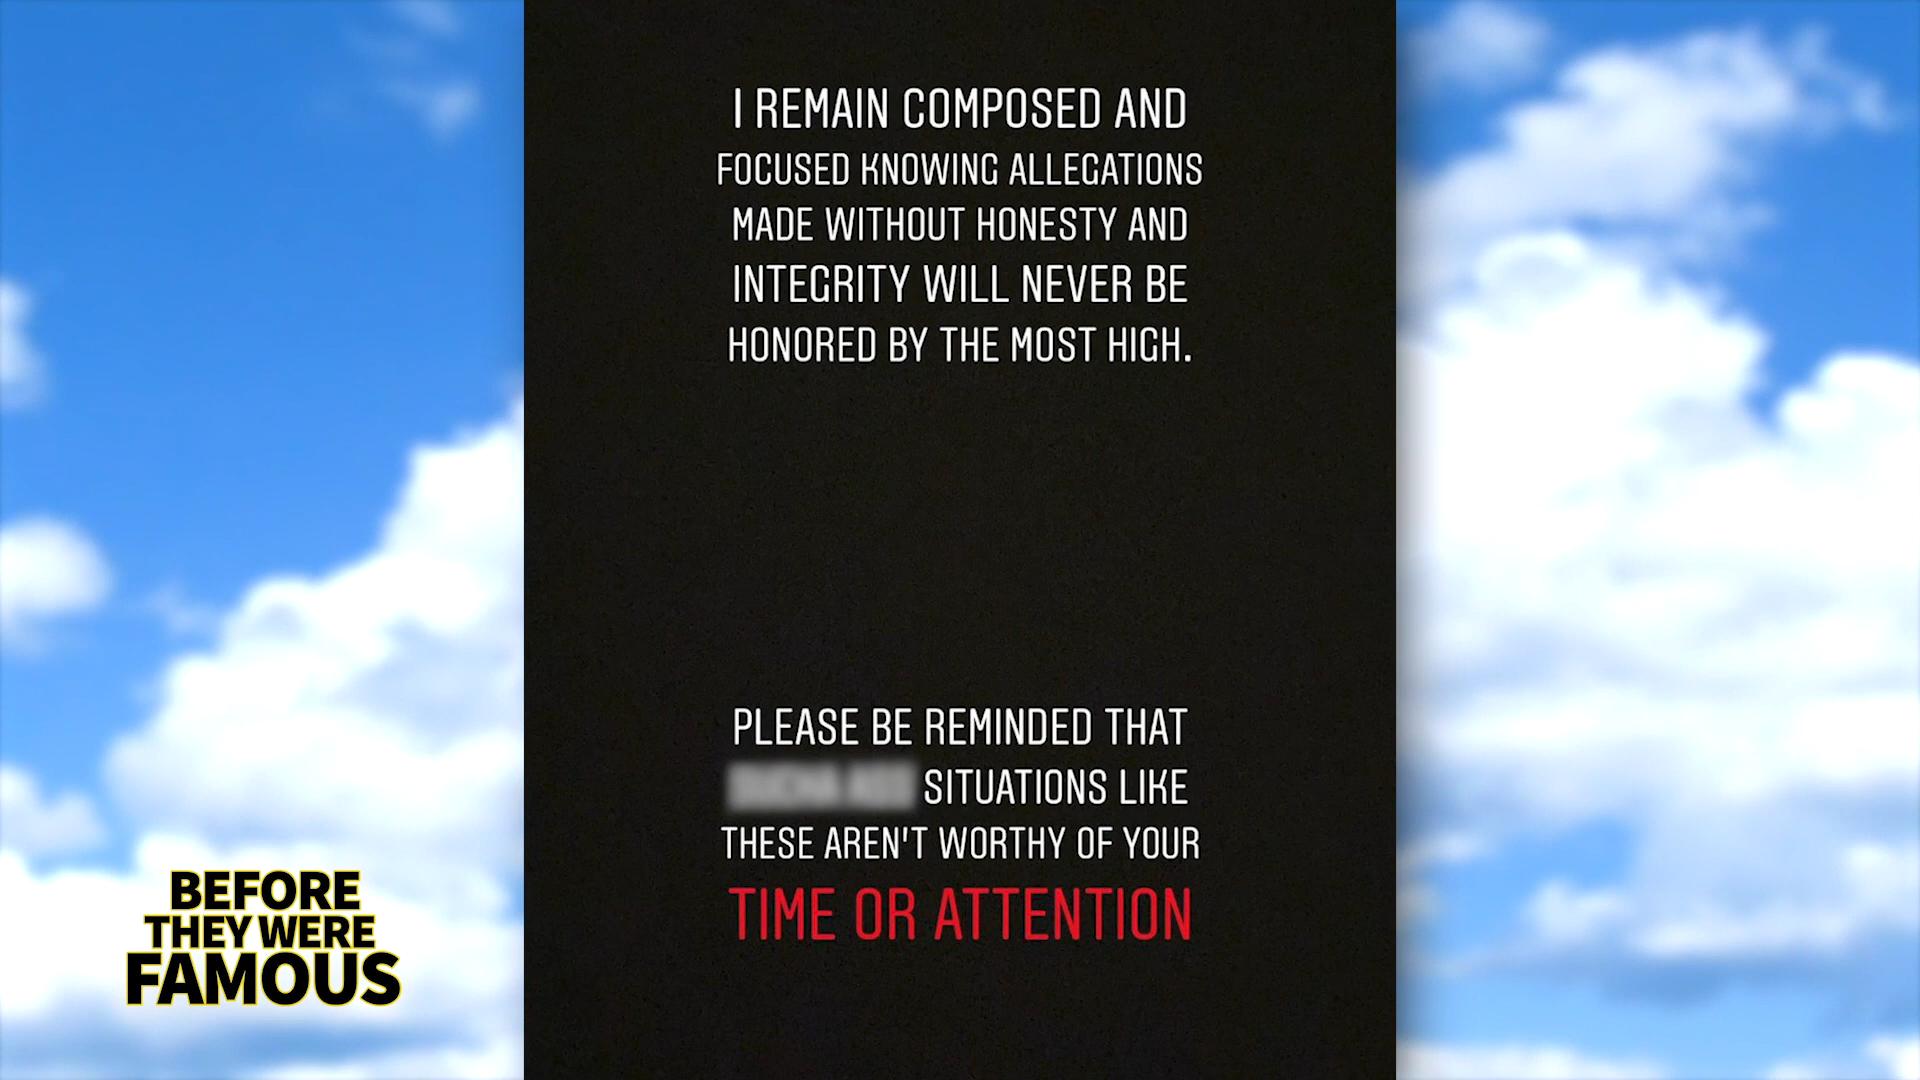 I REMAIN COMPOSED AND
FOCUSED KNOWING ALLEGATIONS
MADE WITHOUT HONESTY AND
INTEGRITY WILL NEVER BE
HONORED BY THE MOST HIGH.
PLEASE BE REMINDED THAT
SITUATIONS LIKE
THESE AREN'T WORTHY OF YOUR
TIME OR ATTENTION
BEFORE
THEY WERE
FAMOUS